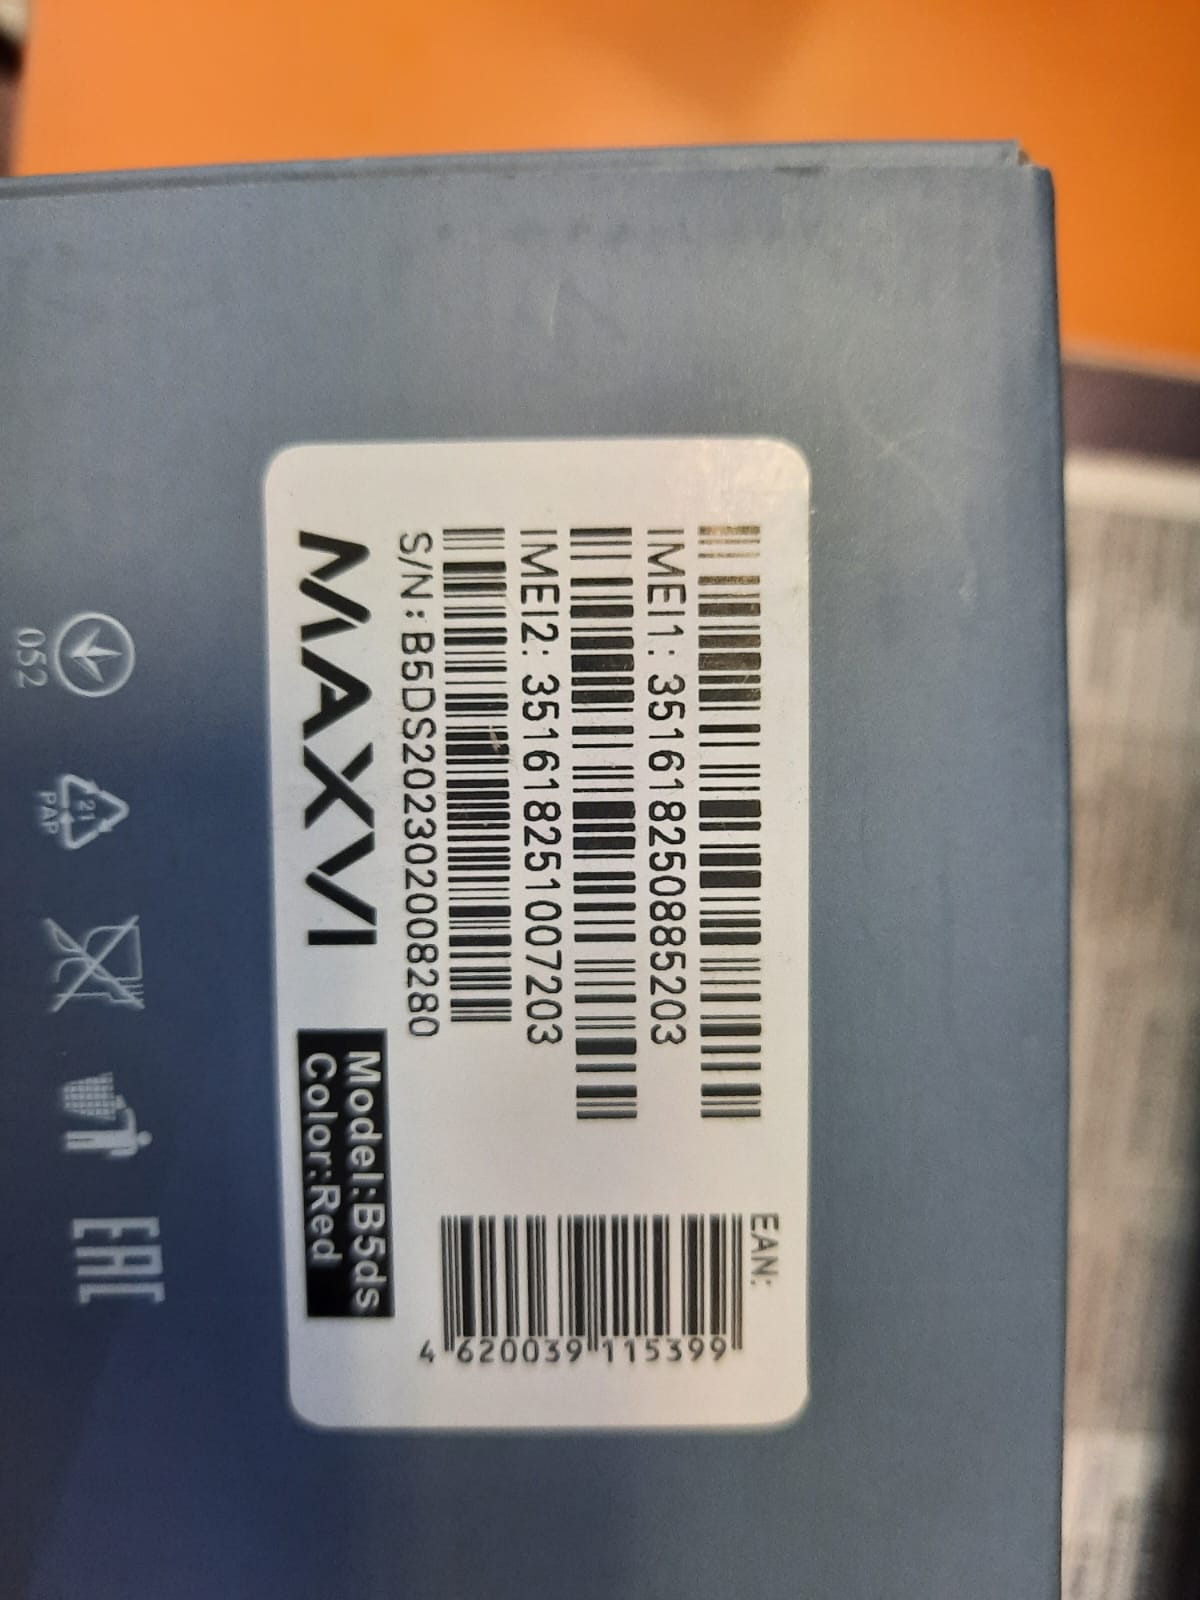 IMEI1: 351618250885203
IMEI2: 351618251007203
S/N: B5DS202302008280
MAXVI
Model:B5ds
Color:Red
EAN:
4 620039 115399
052
21
PAP
EAC